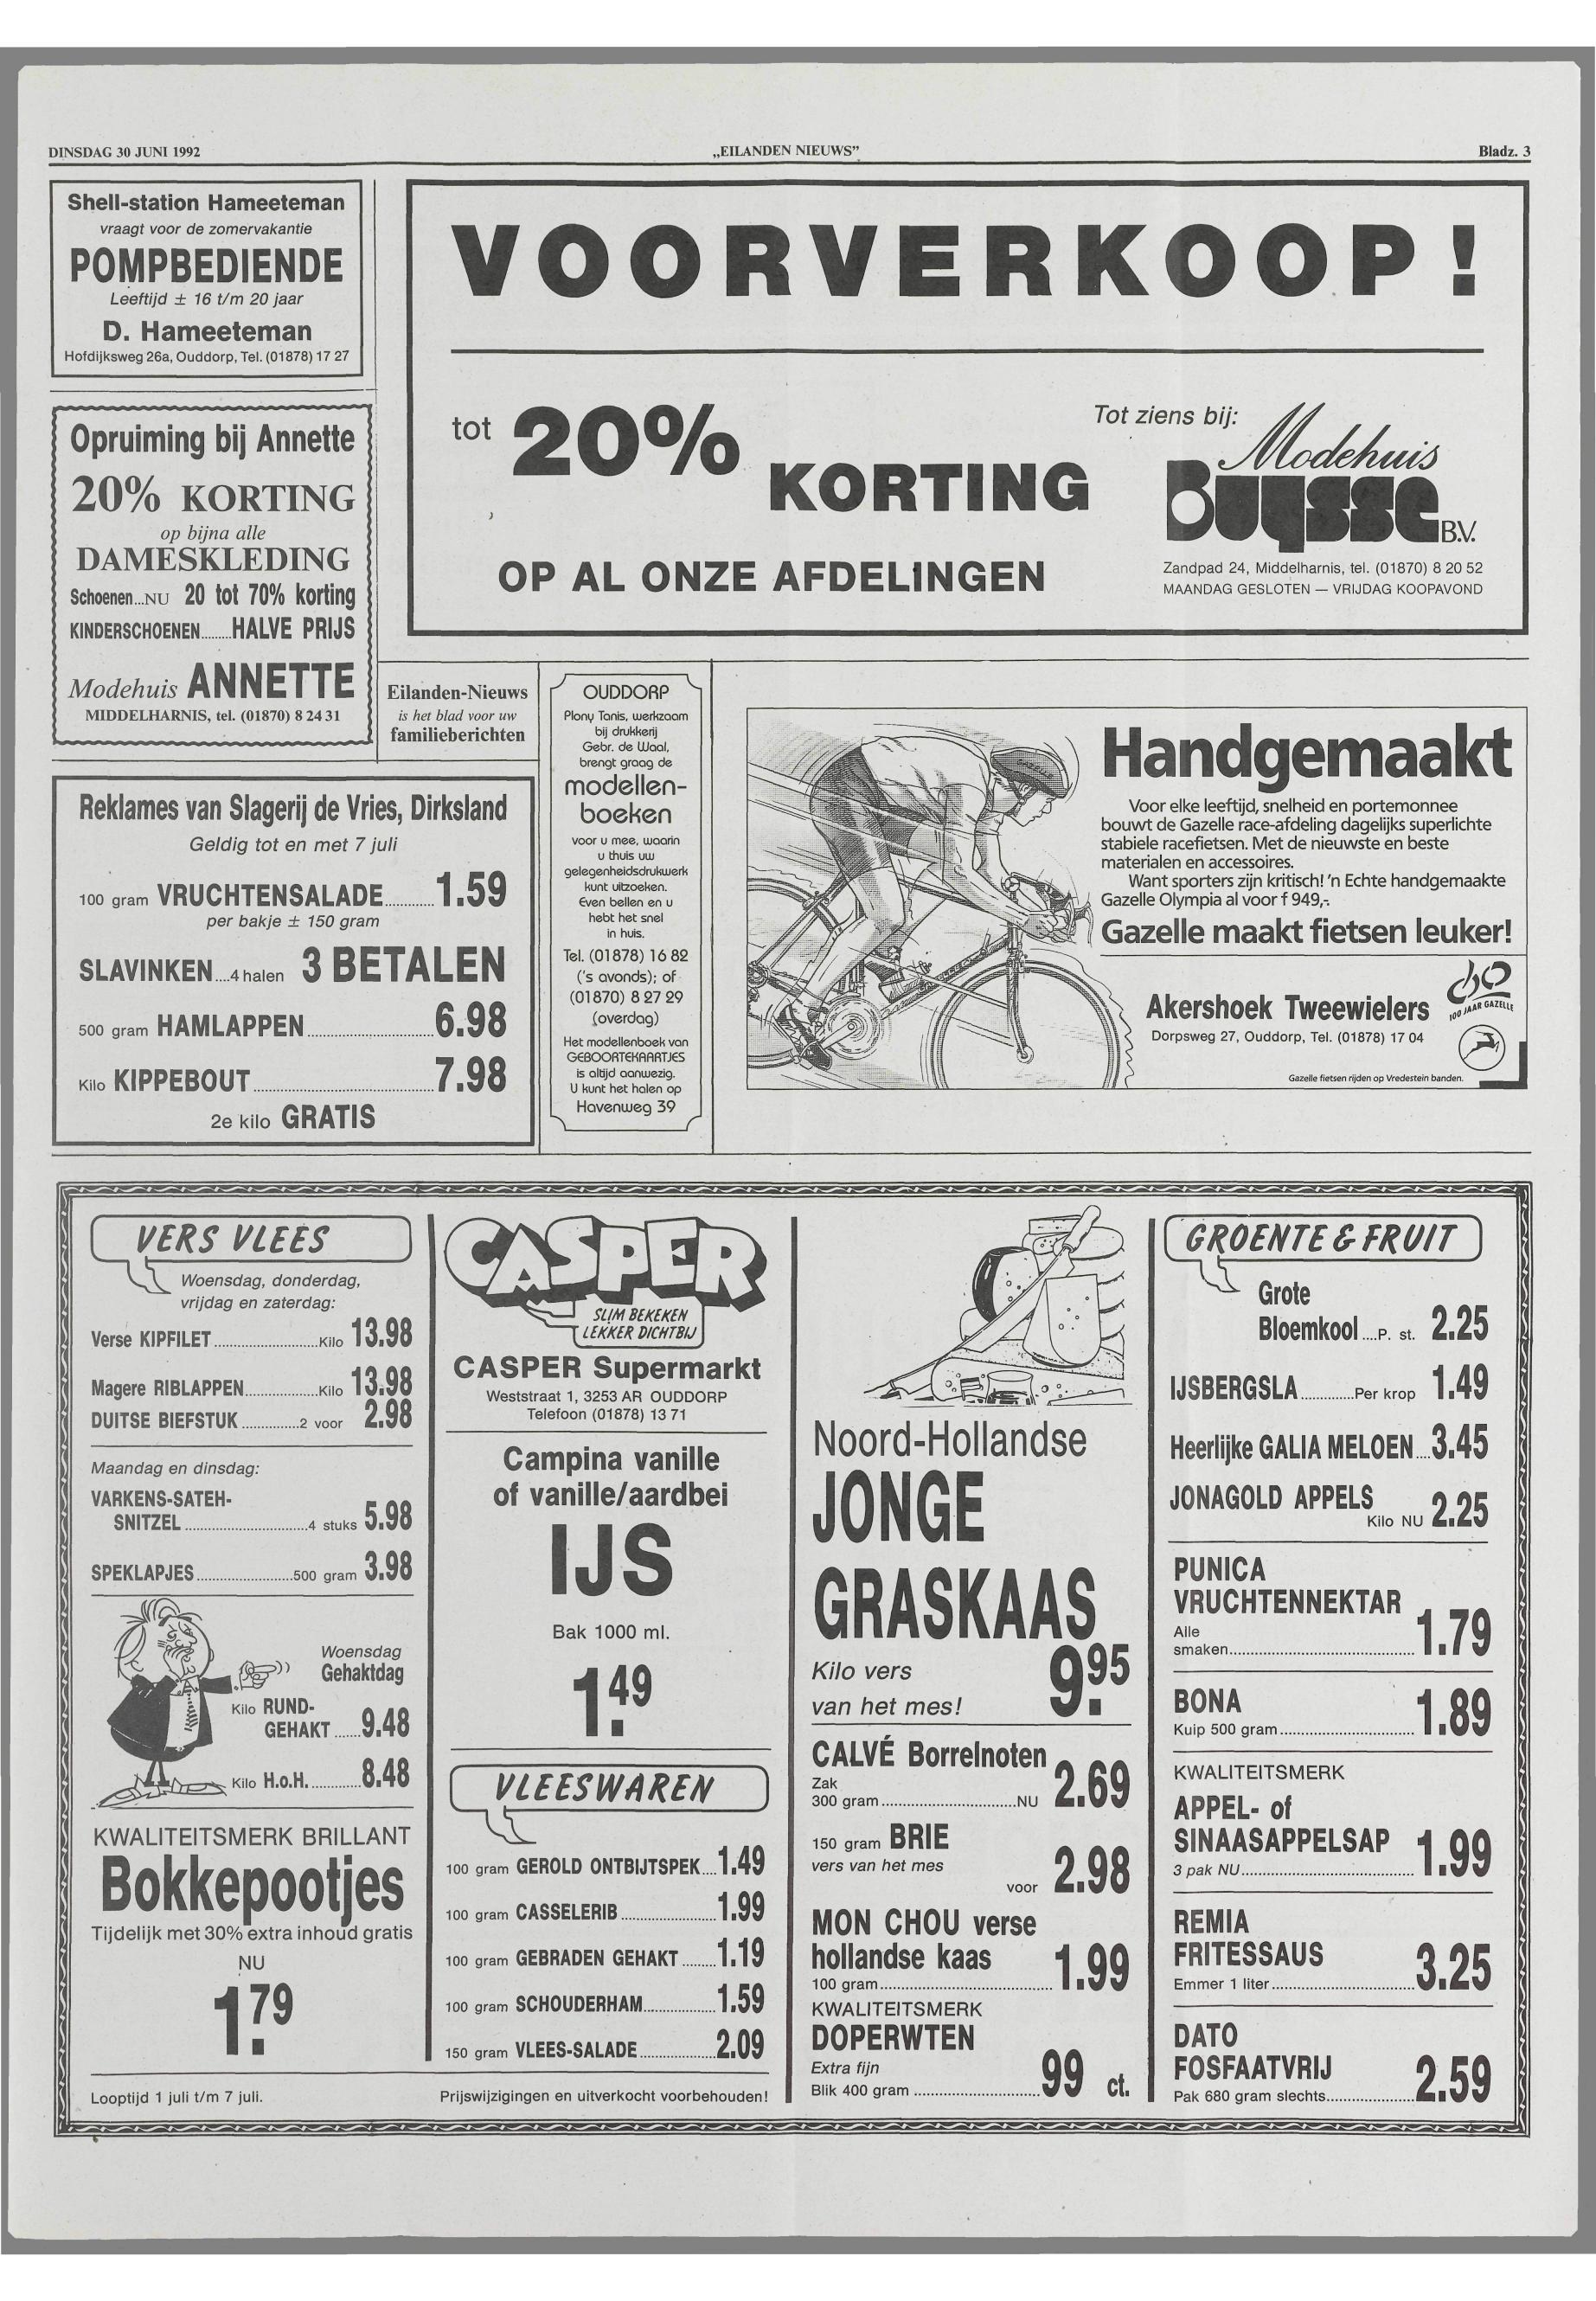 DINSDAG 30 JUNI 1992
„EILANDEN NIEUWS”
Bladz. 3
Shell-station Hameeteman
vraagt voor de zomervakantie
POMPBEDIENDE
Leeftijd ± 16 t/m 20 jaar
D. Hameeteman
Hofdijksweg 26a, Ouddorp, Tel. (01878) 17 27
VOORVERKOOP!
tot 20%
KORTING
OP AL ONZE AFDELINGEN
Tot ziens bij:
Modehuis
Buysse B.V.
Zandpad 24, Middelharnis, tel. (01870) 8 20 52
MAANDAG GESLOTEN — VRIJDAG KOOPAVOND
Opruiming bij Annette
20% KORTING
op bijna alle
DAMESKLEDING
Schoenen...NU 20 tot 70% korting
KINDERSCHOENEN........HALVE PRIJS
Modehuis ANNETTE
MIDDELHARNIS, tel. (01870) 8 24 31
Eilanden-Nieuws
is het blad voor uw
familieberichten
Reklames van Slagerij de Vries, Dirksland
Geldig tot en met 7 juli
100 gram VRUCHTENSALADE............1.59
per bakje ± 150 gram
SLAVINKEN....4 halen 3 BETALEN
500 gram HAMLAPPEN..............................6.98
Kilo KIPPEBOUT...........................................7.98
2e kilo GRATIS
OUDDORP
Plony Tanis, werkzaam
bij drukkerij
Gebr. de Waal,
brengt graag de
modellen-
boeken
voor u mee, waarin
u thuis uw
gelegenheidsdrukwerk
kunt uitzoeken.
Even bellen en u
hebt het snel
in huis.
Tel. (01878) 16 82
('s avonds); of
(01870) 8 27 29
(overdag)
Het modellenboek van
GEBOORTEKAARTJES
is altijd aanwezig.
U kunt het halen op
Havenweg 39
GAZELLE
Handgemaakt
Voor elke leeftijd, snelheid en portemonnee
bouwt de Gazelle race-afdeling dagelijks superlichte
stabiele racefietsen. Met de nieuwste en beste
materialen en accessoires.
Want sporters zijn kritisch! 'n Echte handgemaakte
Gazelle Olympia al voor f 949,-.
Gazelle maakt fietsen leuker!
Akershoek Tweewielers
Dorpsweg 27, Ouddorp, Tel. (01878) 17 04
100 JAAR GAZELLE
Gazelle fietsen rijden op Vredestein banden.
VERS VLEES
Woensdag, donderdag,
vrijdag en zaterdag:
Verse KIPFILET............................Kilo 13.98
Magere RIBLAPPEN...................Kilo 13.98
DUITSE BIEFSTUK..............2 voor 2.98
Maandag en dinsdag:
VARKENS-SATEH-
SNITZEL..............................4 stuks 5.98
SPEKLAPJES.......................500 gram 3.98
Woensdag
Gehaktdag
Kilo RUND-
GEHAKT......9.48
Kilo H.o.H............8.48
KWALITEITSMERK BRILLANT
Bokkepootjes
Tijdelijk met 30% extra inhoud gratis
NU
1.79
Looptijd 1 juli t/m 7 juli.
CASPER
SLIM BEKEKEN
LEKKER DICHTBIJ
CASPER Supermarkt
Weststraat 1, 3253 AR OUDDORP
Telefoon (01878) 13 71
Campina vanille
of vanille/aardbei
IJS
Bak 1000 ml.
1.49
VLEESWAREN
100 gram GEROLD ONTBIJTSPEK....1.49
100 gram CASSELERIB.......................1.99
100 gram GEBRADEN GEHAKT........1.19
100 gram SCHOUDERHAM.................1.59
150 gram VLEES-SALADE..................2.09
Prijswijzigingen en uitverkocht voorbehouden!
Noord-Hollandse
JONGE
GRASKAAS
Kilo vers
van het mes!
9.95
CALVÉ Borrelnoten
Zak
300 gram................................NU 2.69
150 gram BRIE
vers van het mes
voor 2.98
MON CHOU verse
hollandse kaas
100 gram..........................................1.99
KWALITEITSMERK
DOPERWTEN
Extra fijn
Blik 400 gram..............................99 ct.
GROENTE & FRUIT
Grote
Bloemkool....P. st. 2.25
IJSBERGSLA............Per krop 1.49
Heerlijke GALIA MELOEN...3.45
JONAGOLD APPELS
Kilo NU 2.25
PUNICA
VRUCHTENNEKTAR
Alle
smaken............................................1.79
BONA
Kuip 500 gram................................1.89
KWALITEITSMERK
APPEL- of
SINAASAPPELSAP
3 pak NU.........................................1.99
REMIA
FRITESSAUS
Emmer 1 liter..................................3.25
DATO
FOSFAATVRIJ
Pak 680 gram slechts.....................2.59